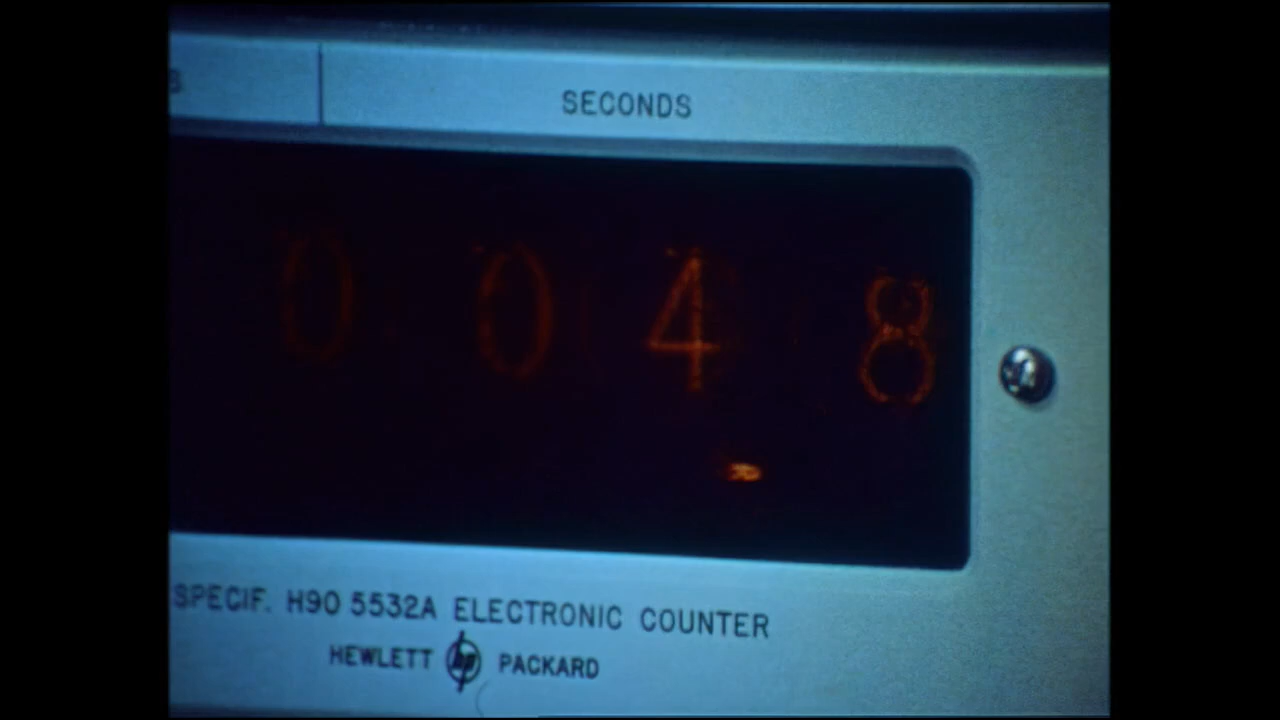 SECONDS
0 0 4 8
SPECIF. H90 5532A ELECTRONIC COUNTER
HEWLETT hp PACKARD